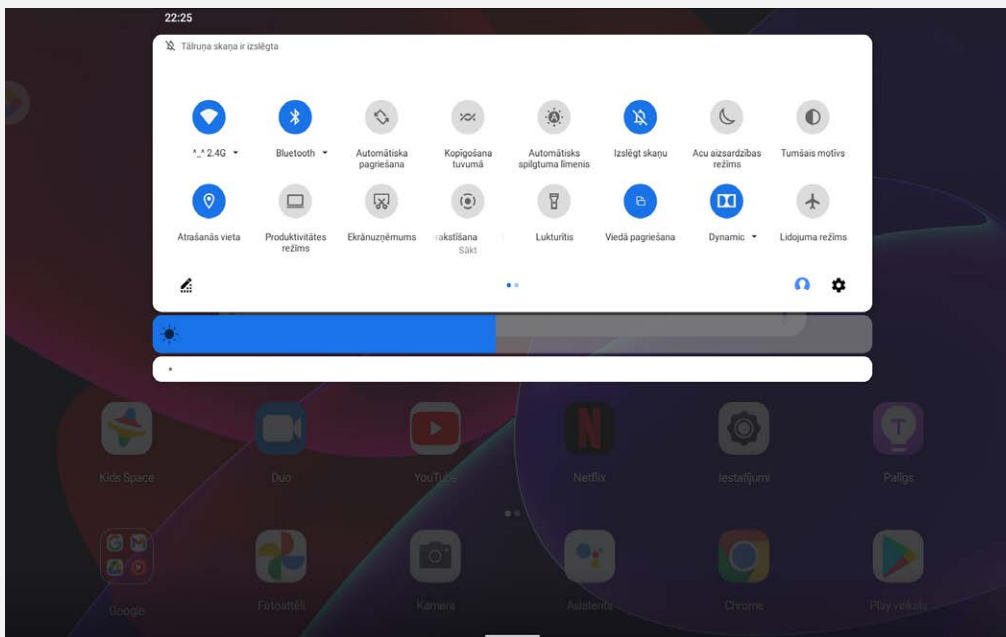 22:25
Tālruņa skaņa ir izslēgta
^_^ 2.4G
Bluetooth
Automātiska
pagriešana
Kopīgošana
tuvumā
Automātisks
spilgtuma līmenis
Izslēgt skaņu
Acu aizsardzības
režīms
Tumšais motīvs
Atrašanās vieta
Produktivitātes
režīms
Ekrānuzņēmums
rakstīšana
Sākt
Lukturītis
Viedā pagriešana
Dynamic
Lidojuma režīms
Kids Space
Duo
YouTube
Netflix
Iestatījumi
Palīgs
Google
Fotoattēli
Kamera
Asistents
Chrome
Play veikals